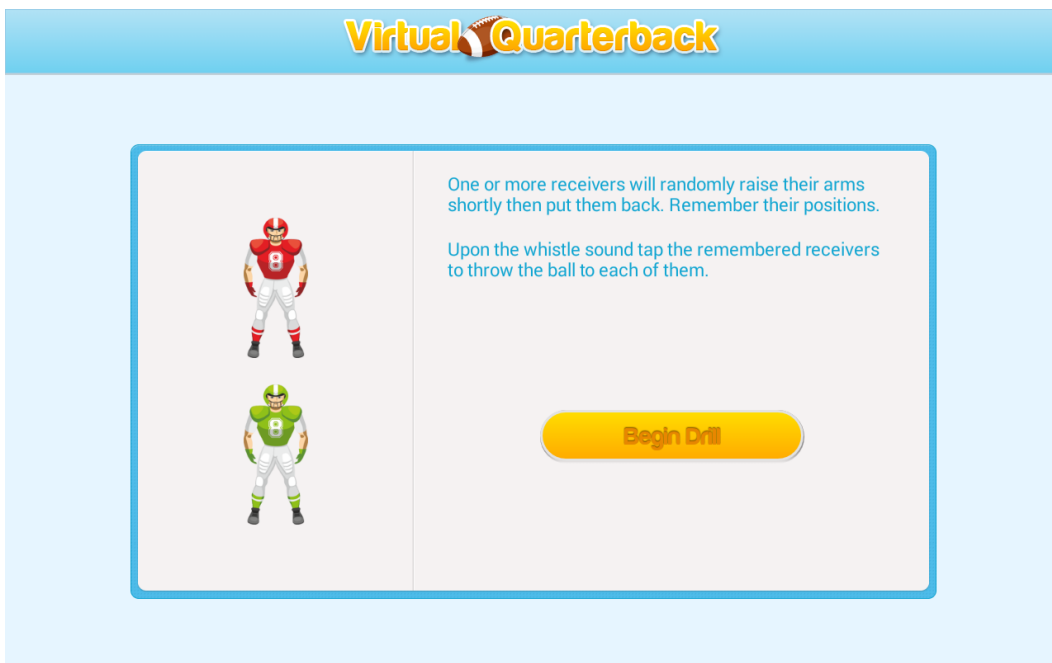 Virtual Quarterback
8
One or more receivers will randomly raise their arms
shortly then put them back. Remember their positions.
Upon the whistle sound tap the remembered receivers
to throw the ball to each of them.
8
Begin Drill